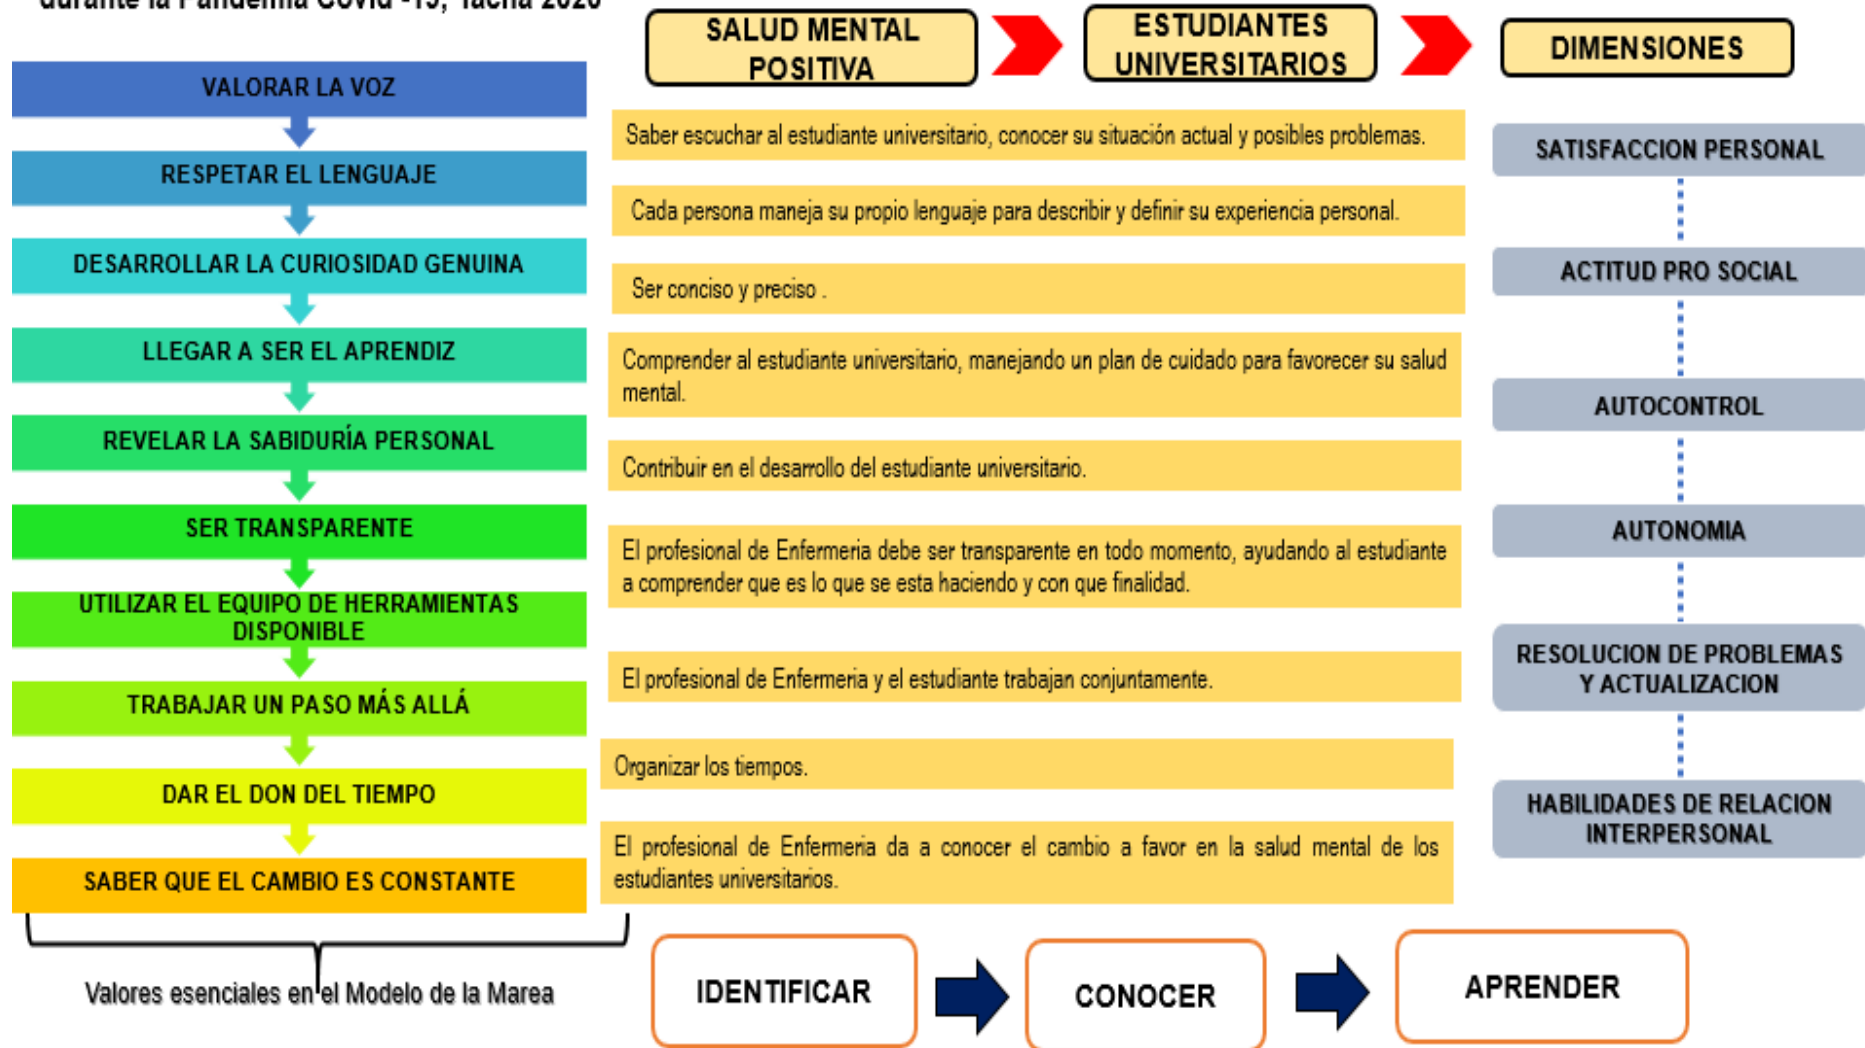 durante la Pandemia Covid -19, Tacna 2020
SALUD MENTAL
POSITIVA
ESTUDIANTES
UNIVERSITARIOS
DIMENSIONES
VALORAR LA VOZ
RESPETAR EL LENGUAJE
DESARROLLAR LA CURIOSIDAD GENUINA
LLEGAR A SER EL APRENDIZ
REVELAR LA SABIDURÍA PERSONAL
SER TRANSPARENTE
UTILIZAR EL EQUIPO DE HERRAMIENTAS
DISPONIBLE
TRABAJAR UN PASO MÁS ALLÁ
DAR EL DON DEL TIEMPO
SABER QUE EL CAMBIO ES CONSTANTE
Valores esenciales en el Modelo de la Marea
Saber escuchar al estudiante universitario, conocer su situación actual y posibles problemas.
Cada persona maneja su propio lenguaje para describir y definir su experiencia personal.
Ser conciso y preciso .
Comprender al estudiante universitario, manejando un plan de cuidado para favorecer su salud
mental.
Contribuir en el desarrollo del estudiante universitario.
El profesional de Enfermeria debe ser transparente en todo momento, ayudando al estudiante
a comprender que es lo que se esta haciendo y con que finalidad.
El profesional de Enfermeria y el estudiante trabajan conjuntamente.
Organizar los tiempos.
El profesional de Enfermeria da a conocer el cambio a favor en la salud mental de los
estudiantes universitarios.
SATISFACCION PERSONAL
ACTITUD PRO SOCIAL
AUTOCONTROL
AUTONOMIA
RESOLUCION DE PROBLEMAS
Y ACTUALIZACION
HABILIDADES DE RELACION
INTERPERSONAL
IDENTIFICAR
CONOCER
APRENDER